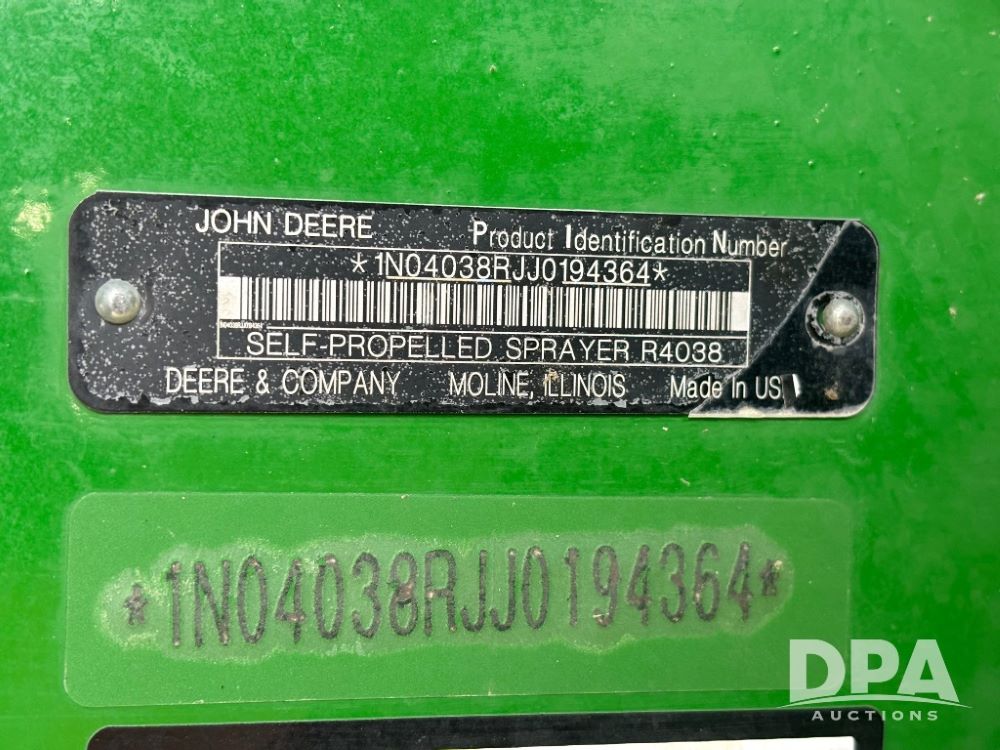 JOHN DEERE Product Identification Number
*1N04038RJJ0194364*
1N04038RJJ0194364
SELF-PROPELLED SPRAYER R4038
DEERE & COMPANY MOLINE, ILLINOIS Made In US
*1N04038RJJ0194364*
DPA
AUCTIONS